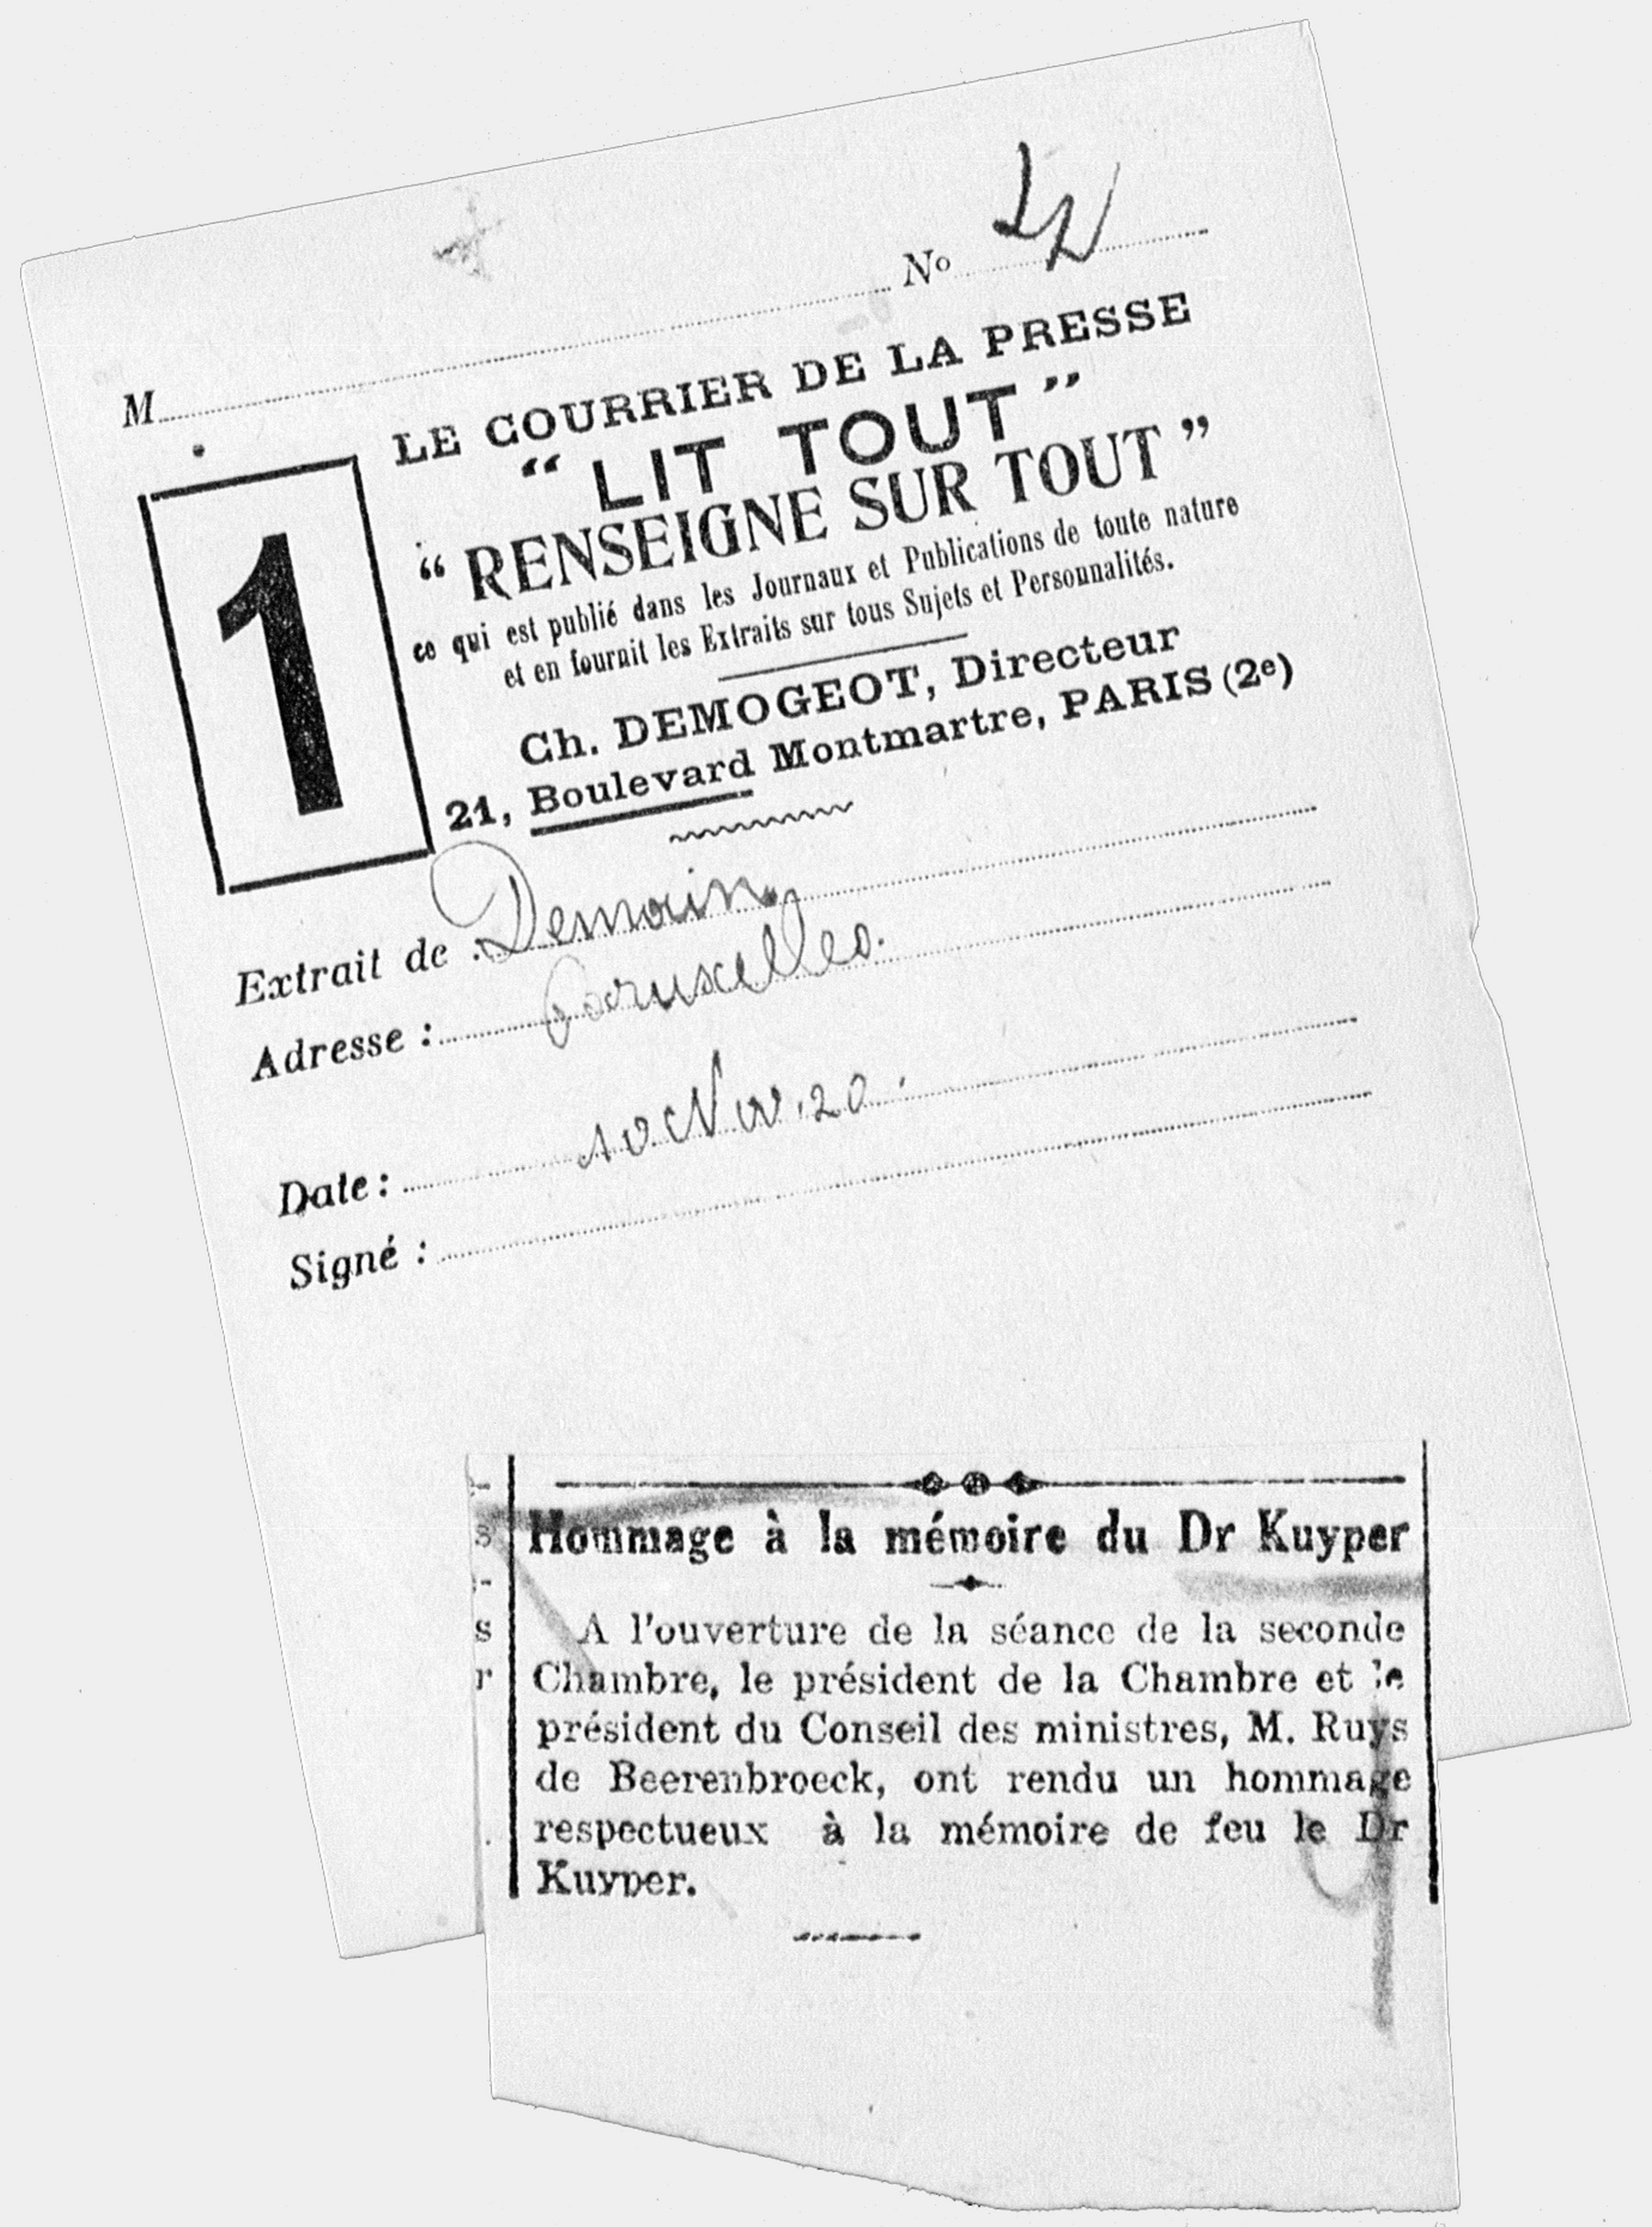 M. No
LE COURRIER DE LA PRESSE
“ LIT TOUT ”
“ RENSEIGNE SUR TOUT ”
ce qui est publié dans les Journaux et Publications de toute nature
et en fournit les Extraits sur tous Sujets et Personnalités.
1
Ch. DEMOGEOT, Directeur
21, Boulevard Montmartre, PARIS (2e)
Extrait de : Demain
Adresse : Bruxelles.
Date : 10 Nov. 20.
Signé :
Hommage à la mémoire du Dr Kuyper
A l'ouverture de la séance de la seconde
Chambre, le président de la Chambre et le
président du Conseil des ministres, M. Ruys
de Beerenbroeck, ont rendu un hommage
respectueux à la mémoire de feu le Dr
Kuyper.